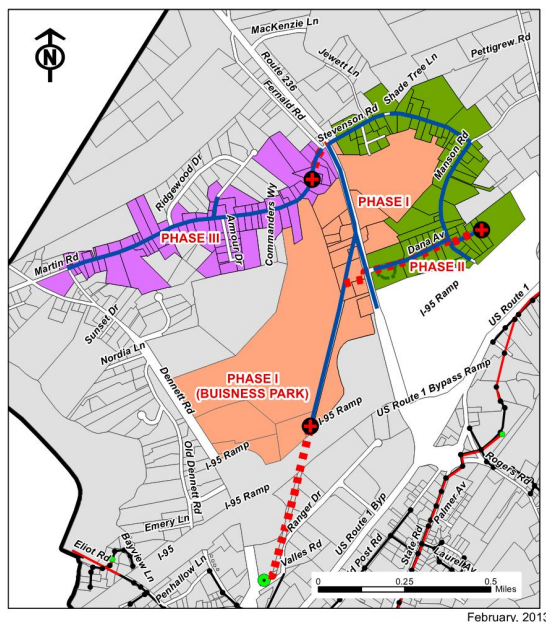 MacKenzie Ln
Pettigrew Rd
Jewett Ln
Route 236
Shade Tree Ln
N
Fernald Rd
Stevenson Rd
Manson Rd
Ridgewood Dr
PHASE I
Commanders Wy
PHASE III
Armour Dr
Dana Av
Martin Rd
PHASE II
I-95 Ramp
Sunset Dr
US Route 1
Nordia Ln
Dennett Rd
US Route 1 Bypass Ramp
PHASE I
(BUISNESS PARK)
I-95 Ramp
Old Dennett Rd
I-95 Ramp
Rogers Rd
I-95 Ramp
Ranger Dr
Palmer Av
Emery Ln
US Route 1 Byp
I-95
Valles Rd
State Rd
Eliot Rd
Bayview Ln
d Post Rd
Laurel Av
Penhallow Ln
0 0.25 0.5
Miles
February, 2013